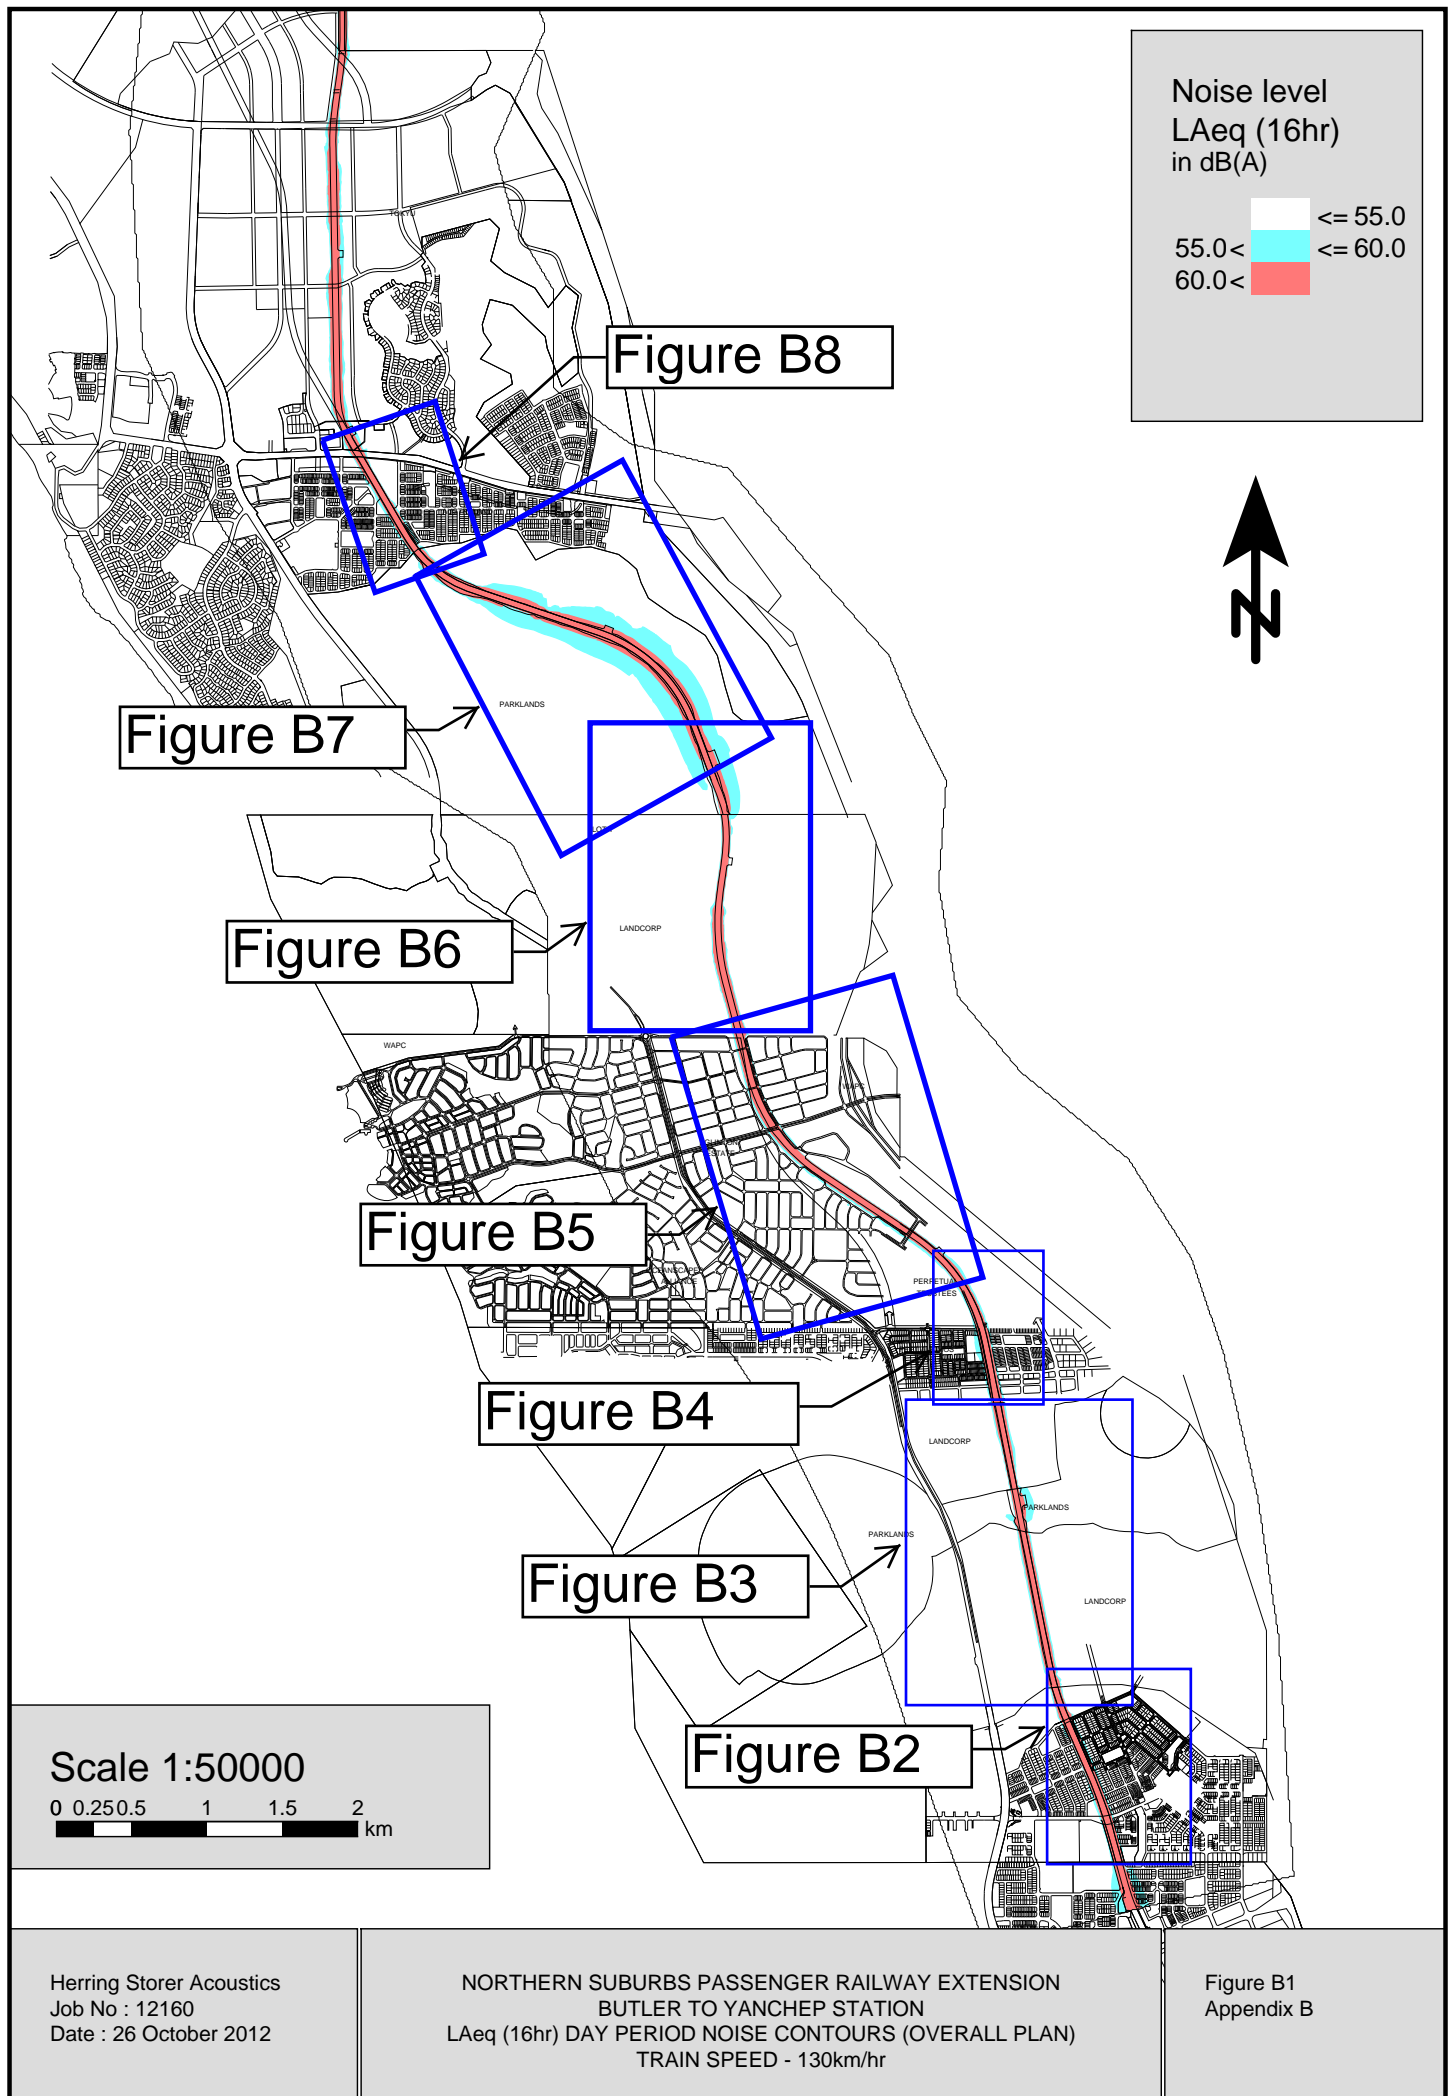 Noise level
LAeq (16hr)
in dB(A)
<= 55.0
55.0< <= 60.0
60.0<
TOKYU
Figure B8
N
PARKLANDS
Figure B7
LANDCORP
Figure B6
WAPC
WAPC
ESTATE
Figure B5
ALLIANCE
PERPETUAL
TRUSTEES
Figure B4
LANDCORP
PARKLANDS
PARKLANDS
Figure B3
LANDCORP
Figure B2
Scale 1:50000
0 0.25 0.5 1 1.5 2
km
Herring Storer Acoustics
Job No : 12160
Date : 26 October 2012
NORTHERN SUBURBS PASSENGER RAILWAY EXTENSION
BUTLER TO YANCHEP STATION
LAeq (16hr) DAY PERIOD NOISE CONTOURS (OVERALL PLAN)
TRAIN SPEED - 130km/hr
Figure B1
Appendix B